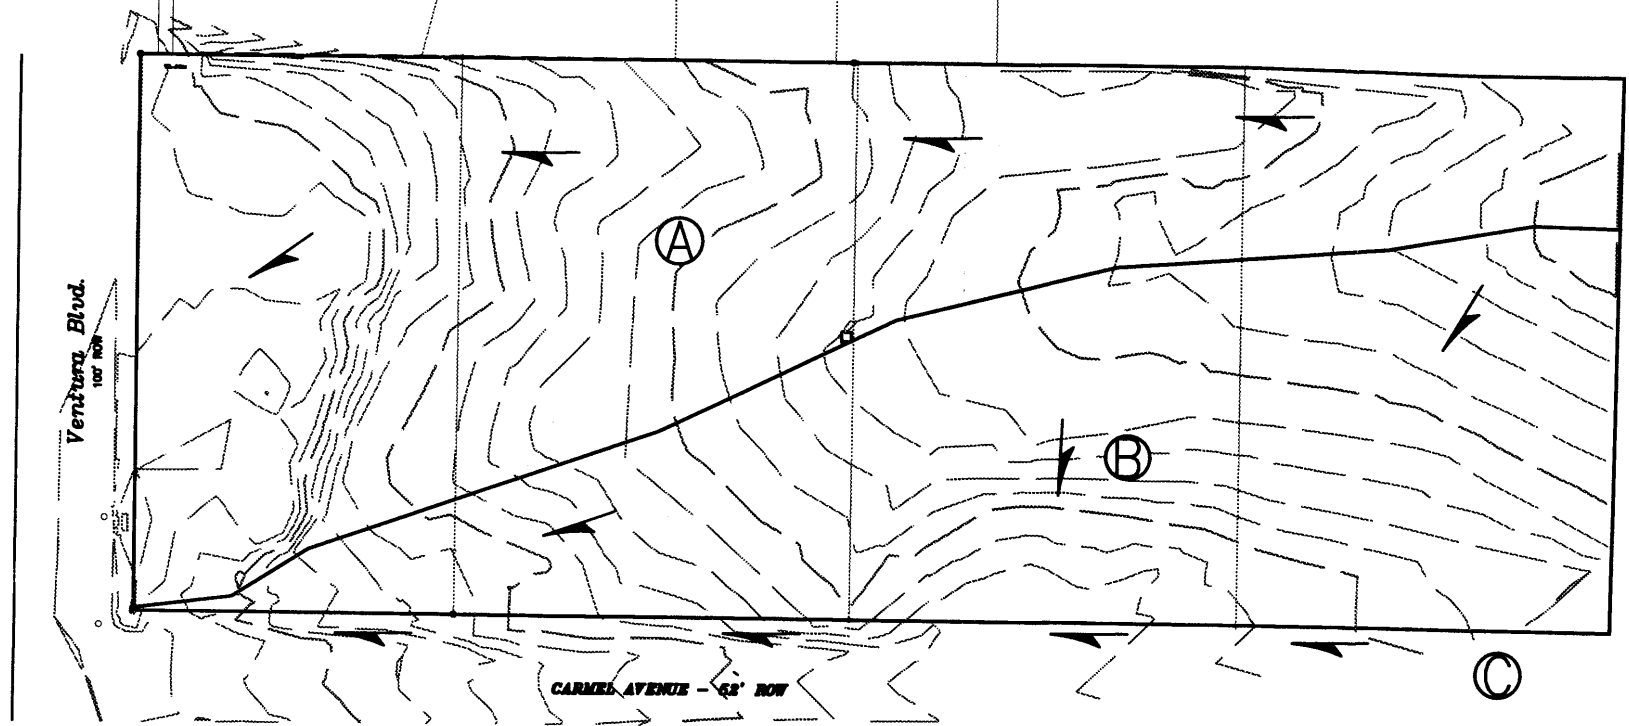 A
Ventura Blvd.
100' ROW
B
C
CARMEL AVENUE - 52' ROW